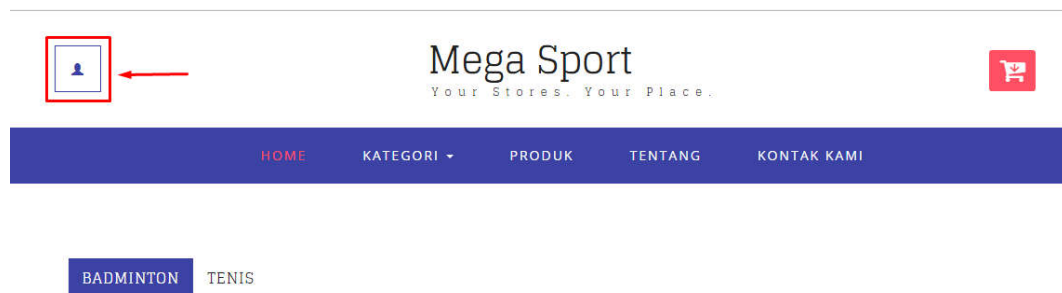 Mega Sport
Your Stores. Your Place.
HOME KATEGORI PRODUK TENTANG KONTAK KAMI
BADMINTON TENIS